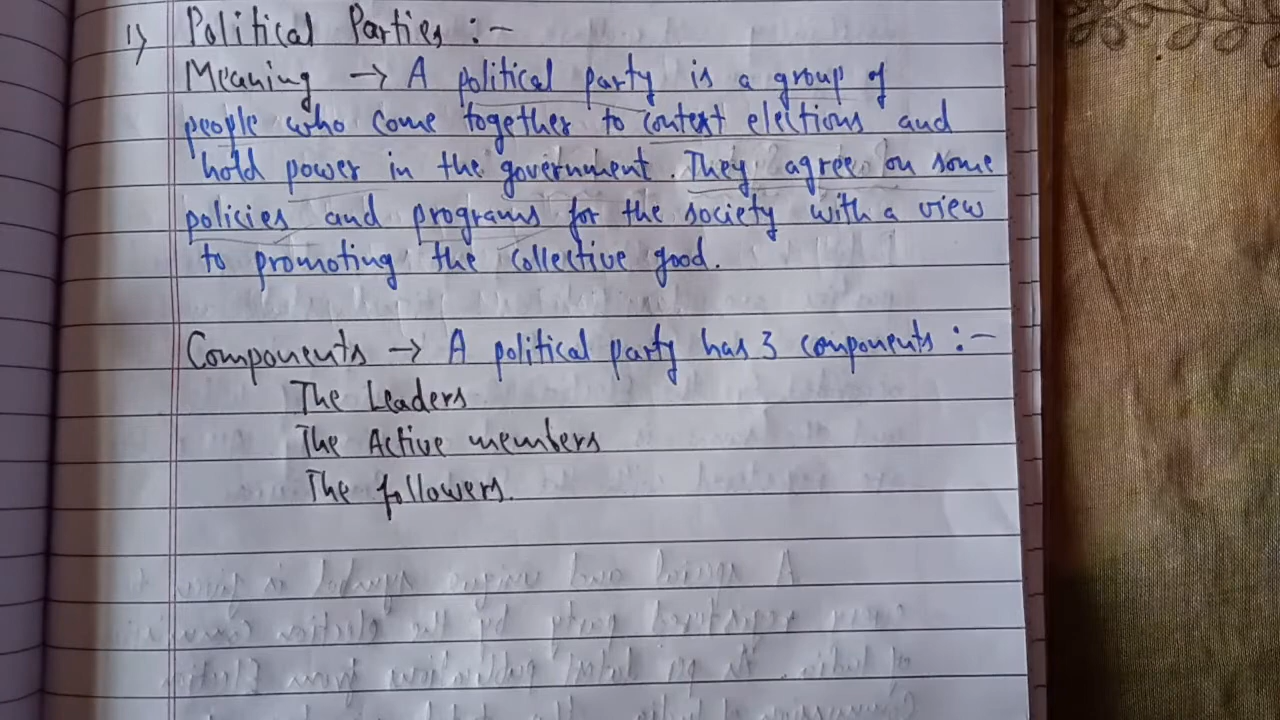 1) Political Parties :-
Meaning → A political party is a group of
people who come together to contest elections and
hold power in the government. They agree on some
policies and programs for the society with a view
to promoting the collective good.
Components → A political party has 3 components :-
The Leaders
The Active members
The followers.